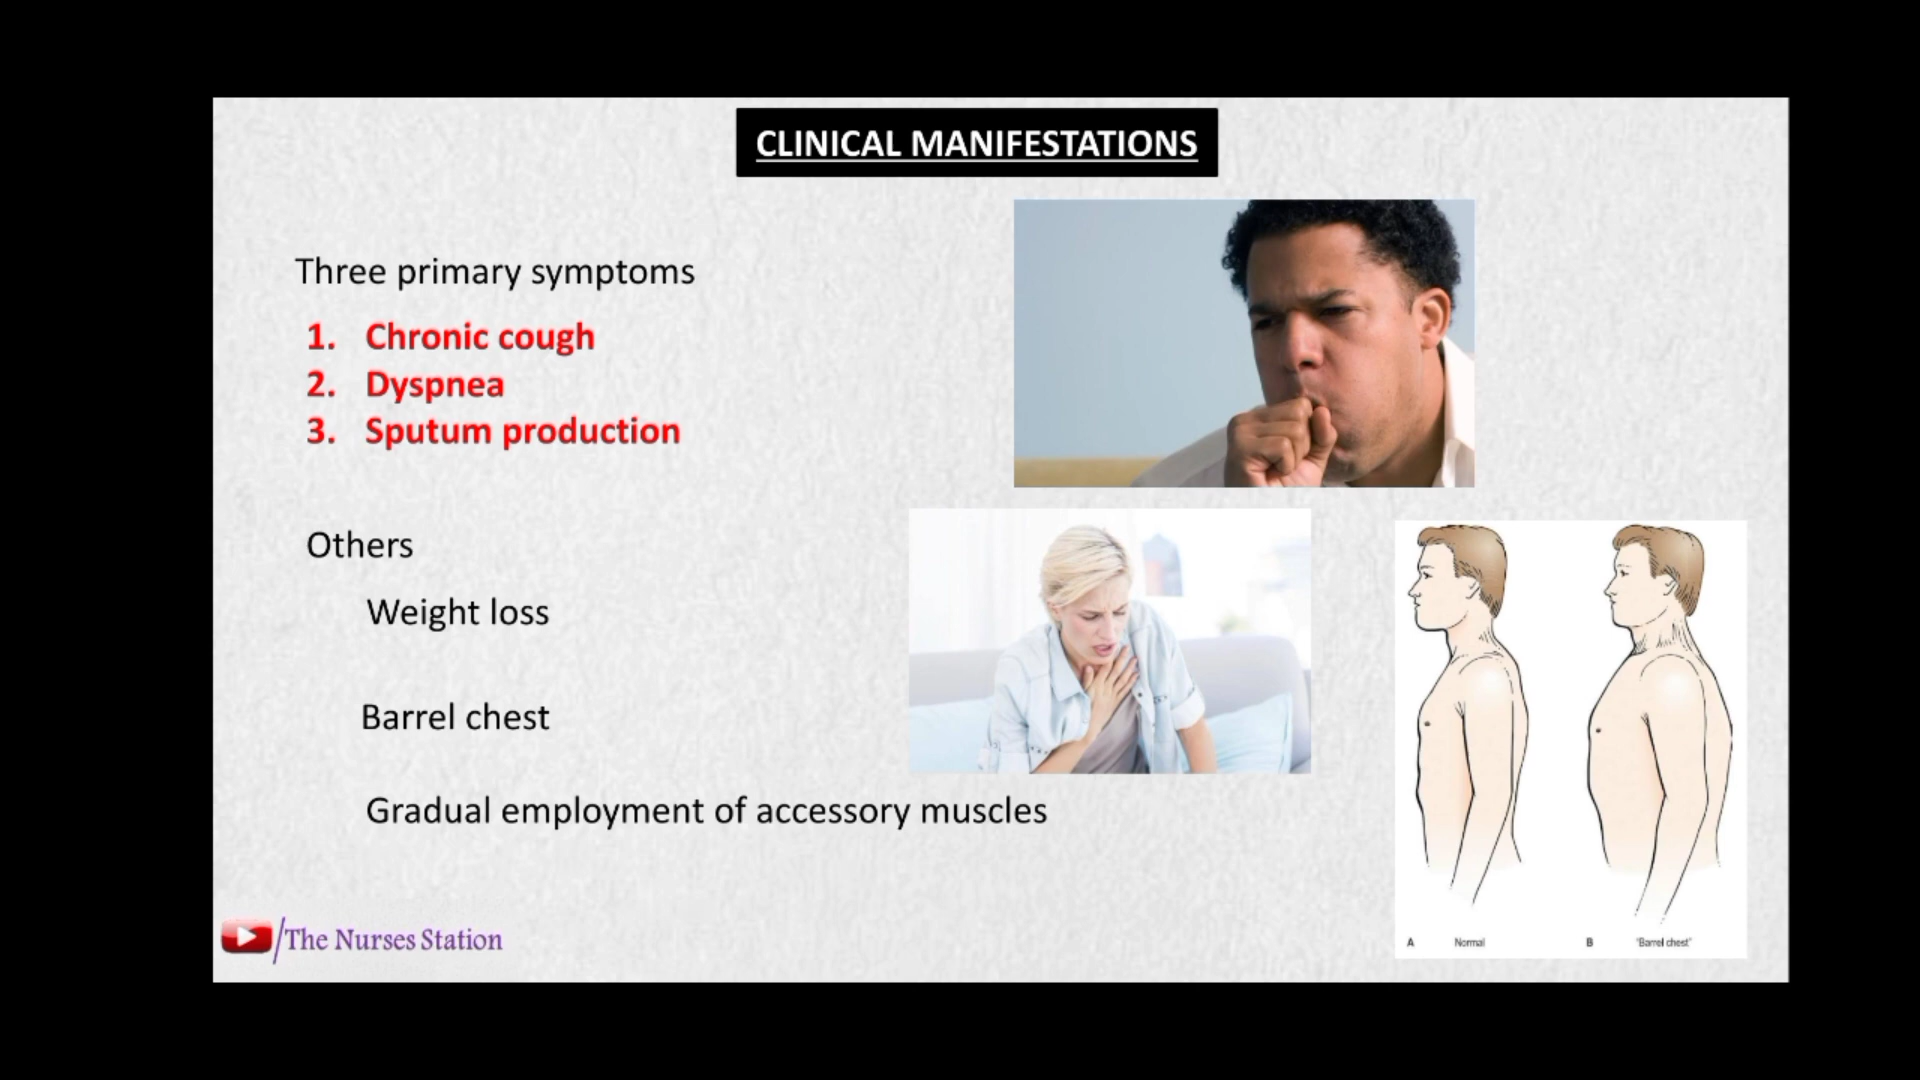 CLINICAL MANIFESTATIONS
Three primary symptoms
1. Chronic cough
2. Dyspnea
3. Sputum production
Others
Weight loss
Barrel chest
Gradual employment of accessory muscles
The Nurses Station
A Normal B "Barrel chest"